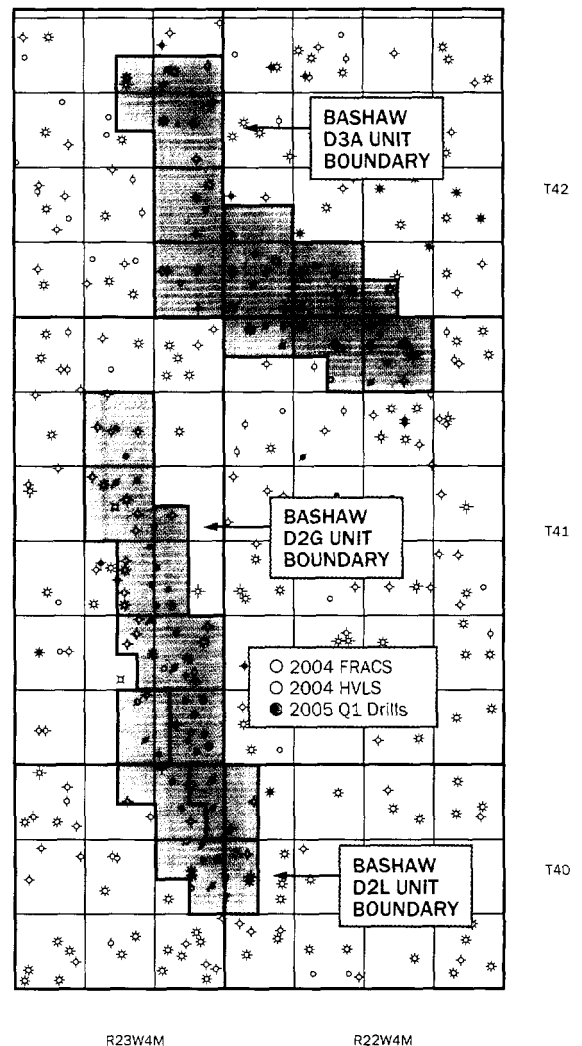 BASHAW
D3A UNIT
BOUNDARY
T42
BASHAW
D2G UNIT
BOUNDARY
T41
2004 FRACS
2004 HVLS
2005 Q1 Drills
BASHAW
D2L UNIT
BOUNDARY
T40
R23W4M R22W4M